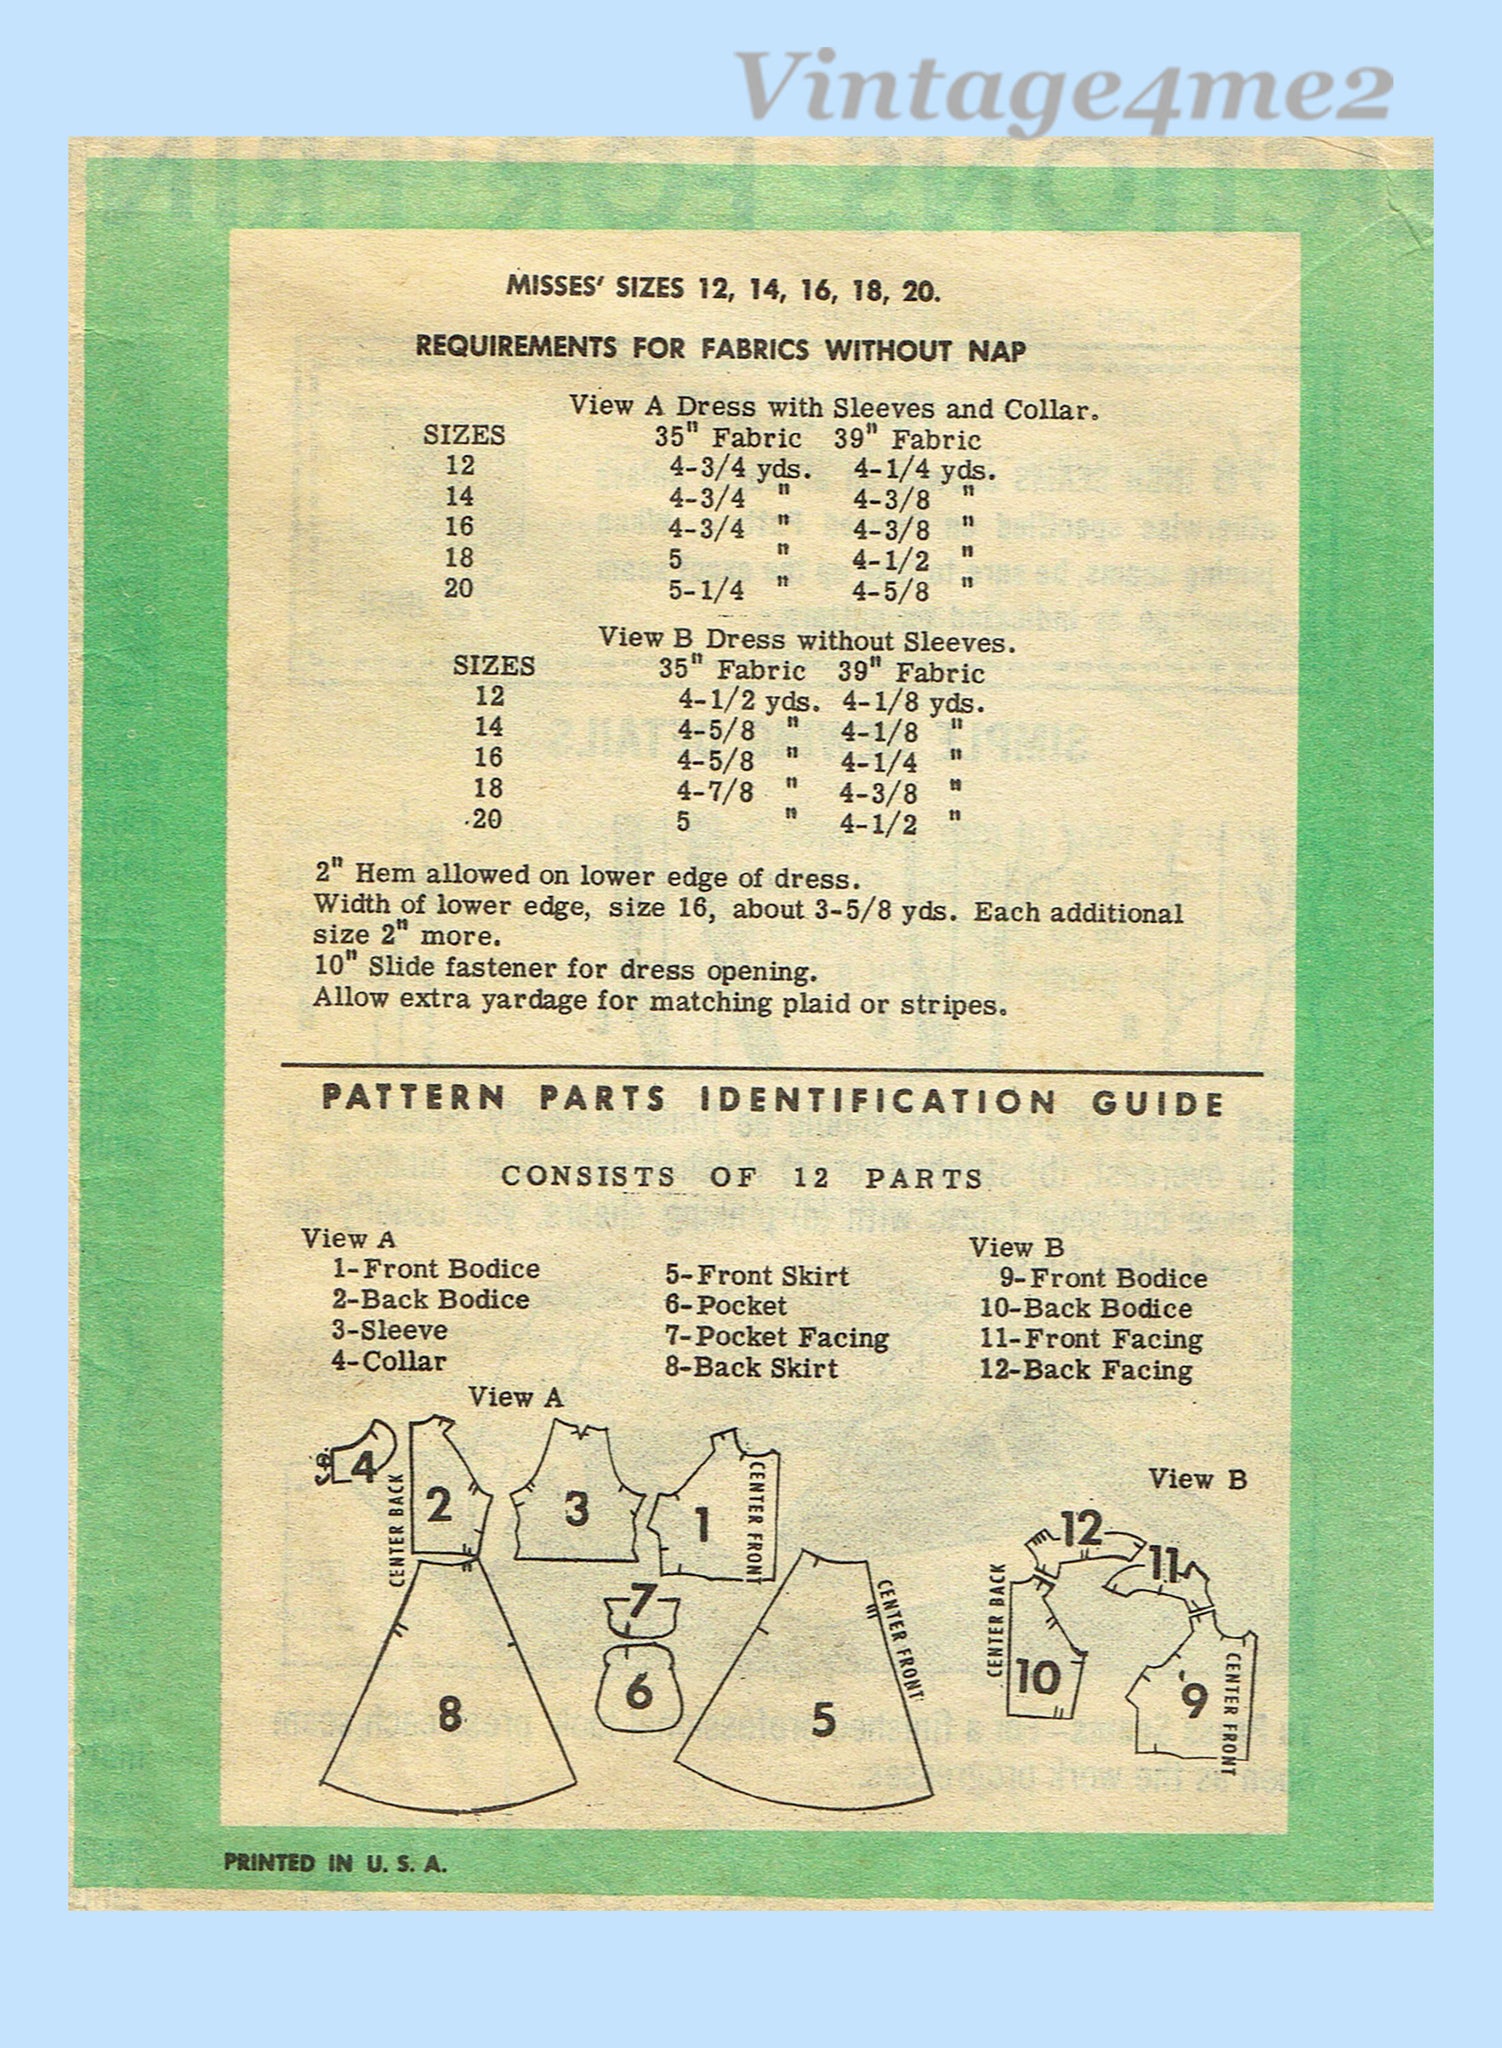 Vintage4me2
MISSES' SIZES 12, 14, 16, 18, 20.
REQUIREMENTS FOR FABRICS WITHOUT NAP
View A Dress with Sleeves and Collar.
SIZES 35" Fabric 39" Fabric
12 4-3/4 yds. 4-1/4 yds.
14 4-3/4 " 4-3/8 "
16 4-3/4 " 4-3/8 "
18 5 " 4-1/2 "
20 5-1/4 " 4-5/8 "
View B Dress without Sleeves.
SIZES 35" Fabric 39" Fabric
12 4-1/2 yds. 4-1/8 yds.
14 4-5/8 " 4-1/8 "
16 4-5/8 " 4-1/4 "
18 4-7/8 " 4-3/8 "
20 5 " 4-1/2 "
2" Hem allowed on lower edge of dress.
Width of lower edge, size 16, about 3-5/8 yds. Each additional
size 2" more.
10" Slide fastener for dress opening.
Allow extra yardage for matching plaid or stripes.
PATTERN PARTS IDENTIFICATION GUIDE
CONSISTS OF 12 PARTS
View A
1-Front Bodice
2-Back Bodice
3-Sleeve
4-Collar
5-Front Skirt
6-Pocket
7-Pocket Facing
8-Back Skirt
View B
9-Front Bodice
10-Back Bodice
11-Front Facing
12-Back Facing
View A
4
CENTER BACK
2
3
1
CENTER FRONT
7
6
8
5
CENTER FRONT
View B
12
11
CENTER BACK
10
9
CENTER FRONT
PRINTED IN U. S. A.